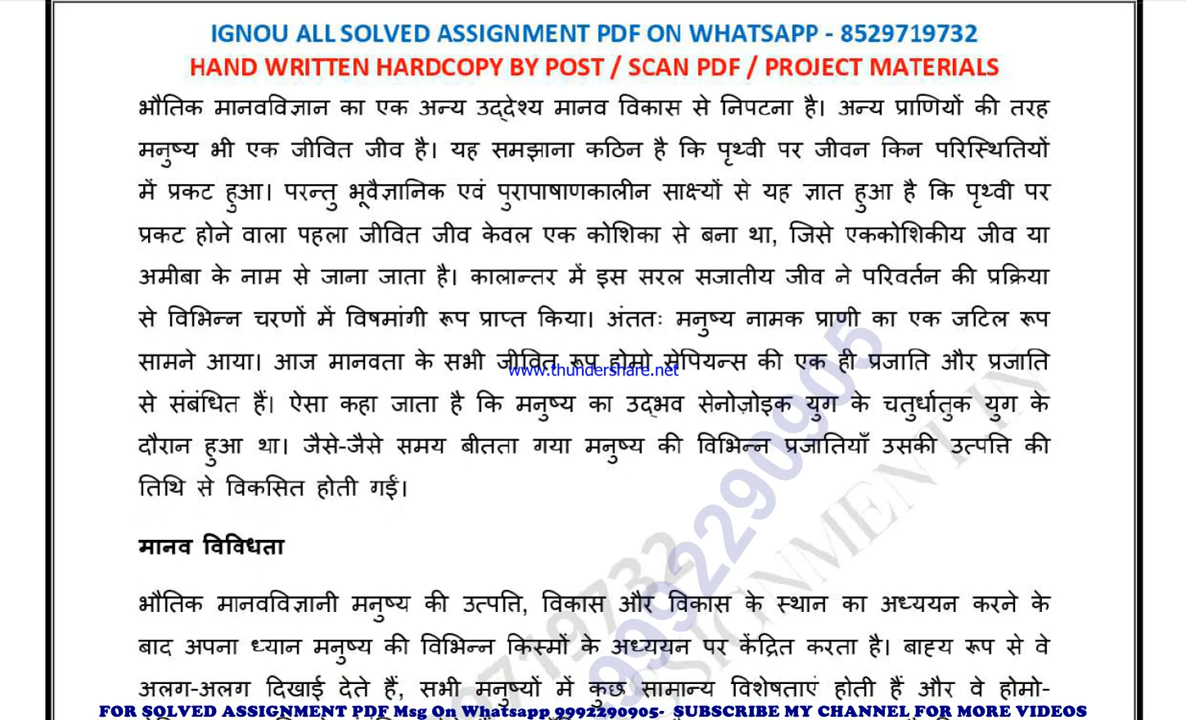 IGNOU ALL SOLVED ASSIGNMENT PDF ON WHATSAPP - 8529719732
HAND WRITTEN HARDCOPY BY POST / SCAN PDF / PROJECT MATERIALS
भौतिक मानवविज्ञान का एक अन्य उद्देश्य मानव विकास से निपटना है। अन्य प्राणियों की तरह
मनुष्य भी एक जीवित जीव है। यह समझाना कठिन है कि पृथ्वी पर जीवन किन परिस्थितियों
में प्रकट हुआ। परन्तु भूवैज्ञानिक एवं पुरापाषाणकालीन साक्ष्यों से यह ज्ञात हुआ है कि पृथ्वी पर
प्रकट होने वाला पहला जीवित जीव केवल एक कोशिका से बना था, जिसे एककोशिकीय जीव या
अमीबा के नाम से जाना जाता है। कालान्तर में इस सरल सजातीय जीव ने परिवर्तन की प्रक्रिया
से विभिन्न चरणों में विषमांगी रूप प्राप्त किया। अंततः मनुष्य नामक प्राणी का एक जटिल रूप
सामने आया। आज मानवता के सभी जीवित रूप होमो सेपियन्स की एक ही प्रजाति और प्रजाति
www.thundershare.net
से संबंधित हैं। ऐसा कहा जाता है कि मनुष्य का उद्भव सेनोज़ोइक युग के चतुर्धातुक युग के
दौरान हुआ था। जैसे-जैसे समय बीतता गया मनुष्य की विभिन्न प्रजातियाँ उसकी उत्पत्ति की
तिथि से विकसित होती गईं।
मानव विविधता
भौतिक मानवविज्ञानी मनुष्य की उत्पत्ति, विकास और विकास के स्थान का अध्ययन करने के
बाद अपना ध्यान मनुष्य की विभिन्न किस्मों के अध्ययन पर केंद्रित करता है। बाह्य रूप से वे
अलग-अलग दिखाई देते हैं, सभी मनुष्यों में कुछ सामान्य विशेषताएं होती हैं और वे होमो-
9992290905
FOR SOLVED ASSIGNMENT PDF Msg On Whatsapp 9992290905- SUBSCRIBE MY CHANNEL FOR MORE VIDEOS